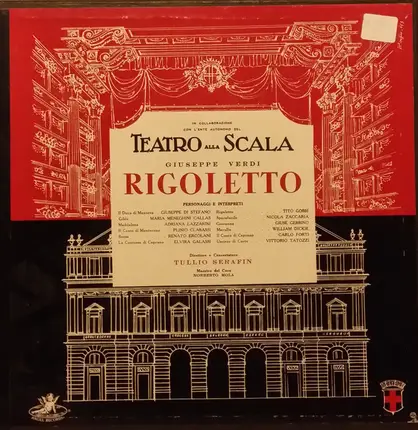 IN COLLABORAZIONE
CON L'ENTE AUTONOMO DEL
TEATRO ALLA SCALA
GIUSEPPE VERDI
RIGOLETTO
PERSONAGGI E INTERPRETI
Il Duca di Mantova GIUSEPPE DI STEFANO
Gilda MARIA MENEGHINI CALLAS
Maddalena ADRIANA LAZZARINI
Il Conte di Monterone PLINIO CLABASSI
Borsa RENATO ERCOLANI
La Contessa di Ceprano ELVIRA GALASSI
Rigoletto TITO GOBBI
Sparafucile NICOLA ZACCARIA
Giovanna GIUSE GERBINO
Marullo WILLIAM DICKIE
Il Conte di Ceprano CARLO FORTI
Usciere di Corte VITTORIO TATOZZI
Direttore e Concertatore
TULLIO SERAFIN
Maestro del Coro
NORBERTO MOLA